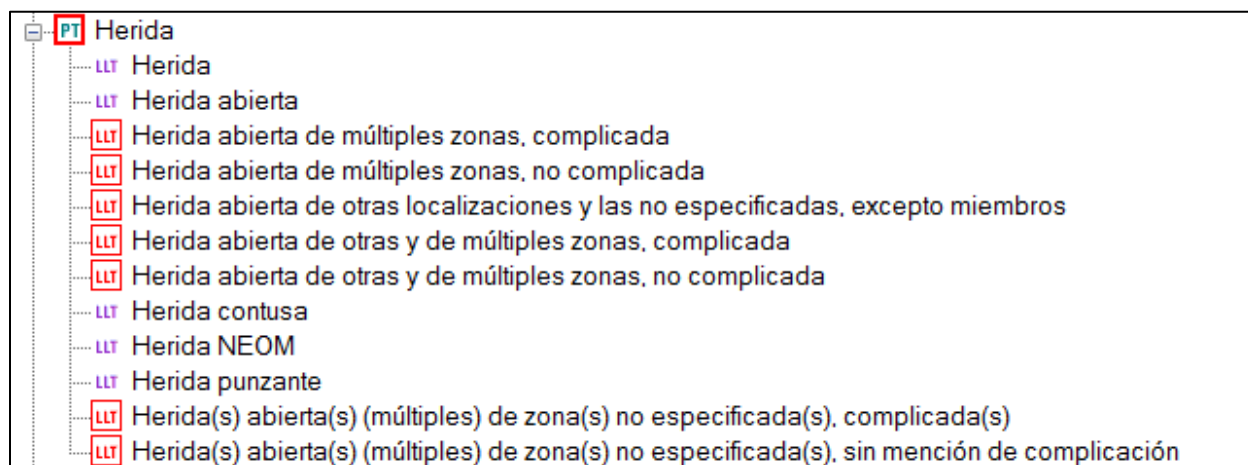 PT Herida
LLT Herida
LLT Herida abierta
LLT Herida abierta de múltiples zonas, complicada
LLT Herida abierta de múltiples zonas, no complicada
LLT Herida abierta de otras localizaciones y las no especificadas, excepto miembros
LLT Herida abierta de otras y de múltiples zonas, complicada
LLT Herida abierta de otras y de múltiples zonas, no complicada
LLT Herida contusa
LLT Herida NEOM
LLT Herida punzante
LLT Herida(s) abierta(s) (múltiples) de zona(s) no especificada(s), complicada(s)
LLT Herida(s) abierta(s) (múltiples) de zona(s) no especificada(s), sin mención de complicación